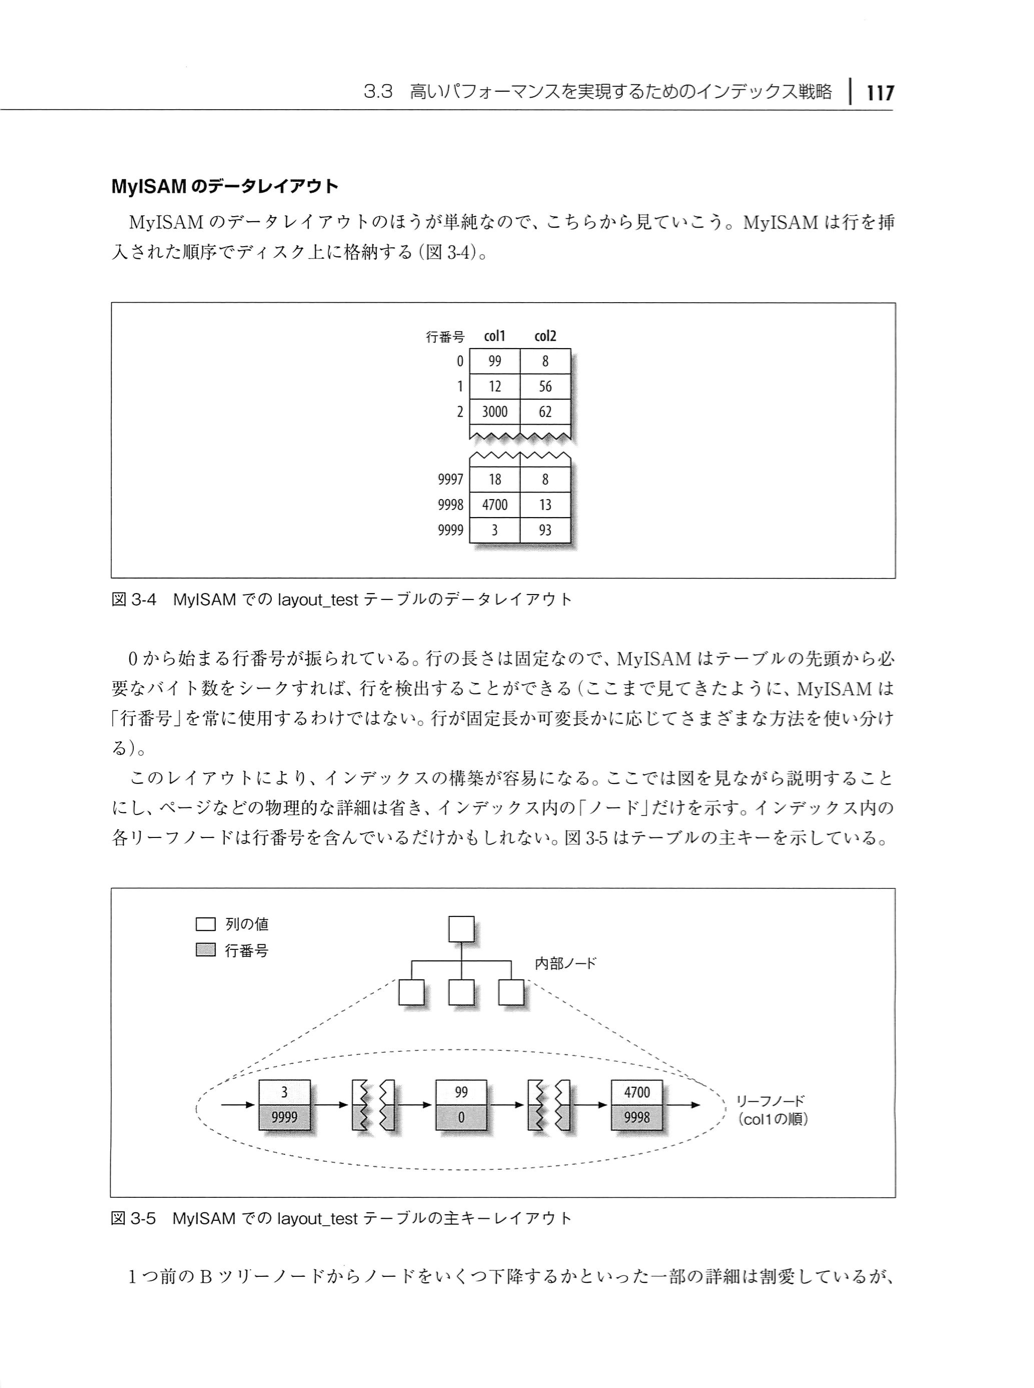 3.3 高いパフォーマンスを実現するためのインデックス戦略 117
MyISAM のデータレイアウト
MyISAM のデータレイアウトのほうが単純なので、こちらから見ていこう。MyISAM は行を挿
入された順序でディスク上に格納する(図 3-4)。
行番号 col1 col2
0 99 8
1 12 56
2 3000 62
9997 18 8
9998 4700 13
9999 3 93
図 3-4 MyISAM での layout_test テーブルのデータレイアウト
0 から始まる行番号が振られている。行の長さは固定なので、MyISAM はテーブルの先頭から必
要なバイト数をシークすれば、行を検出することができる(ここまで見てきたように、MyISAM は
「行番号」を常に使用するわけではない。行が固定長か可変長かに応じてさまざまな方法を使い分け
る)。
このレイアウトにより、インデックスの構築が容易になる。ここでは図を見ながら説明すること
にし、ページなどの物理的な詳細は省き、インデックス内の「ノード」だけを示す。インデックス内の
各リーフノードは行番号を含んでいるだけかもしれない。図 3-5 はテーブルの主キーを示している。
列の値
行番号
内部ノード
3 99 4700
9999 0 9998
リーフノード
(col1の順)
図 3-5 MyISAM での layout_test テーブルの主キーレイアウト
1 つ前の B ツリーノードからノードをいくつ下降するかといった一部の詳細は割愛しているが、